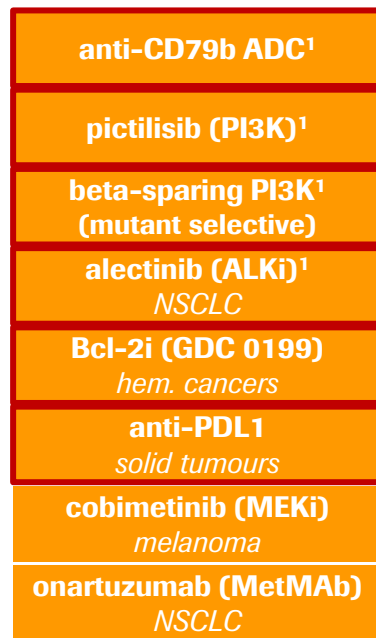 anti-CD79b ADC¹
pictilisib (PI3K)¹
beta-sparing PI3K¹
(mutant selective)
alectinib (ALKi)¹
NSCLC
Bcl-2i (GDC 0199)
hem. cancers
anti-PDL1
solid tumours
cobimetinib (MEKi)
melanoma
onartuzumab (MetMAb)
NSCLC